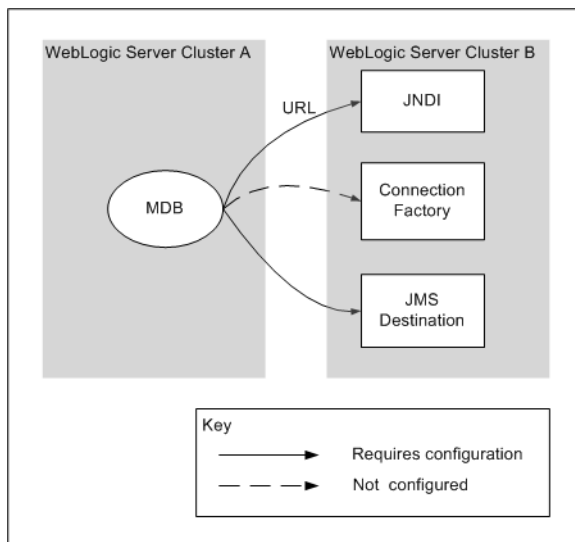 WebLogic Server Cluster A
WebLogic Server Cluster B
URL
JNDI
MDB
Connection
Factory
JMS
Destination
Key
Requires configuration
Not configured